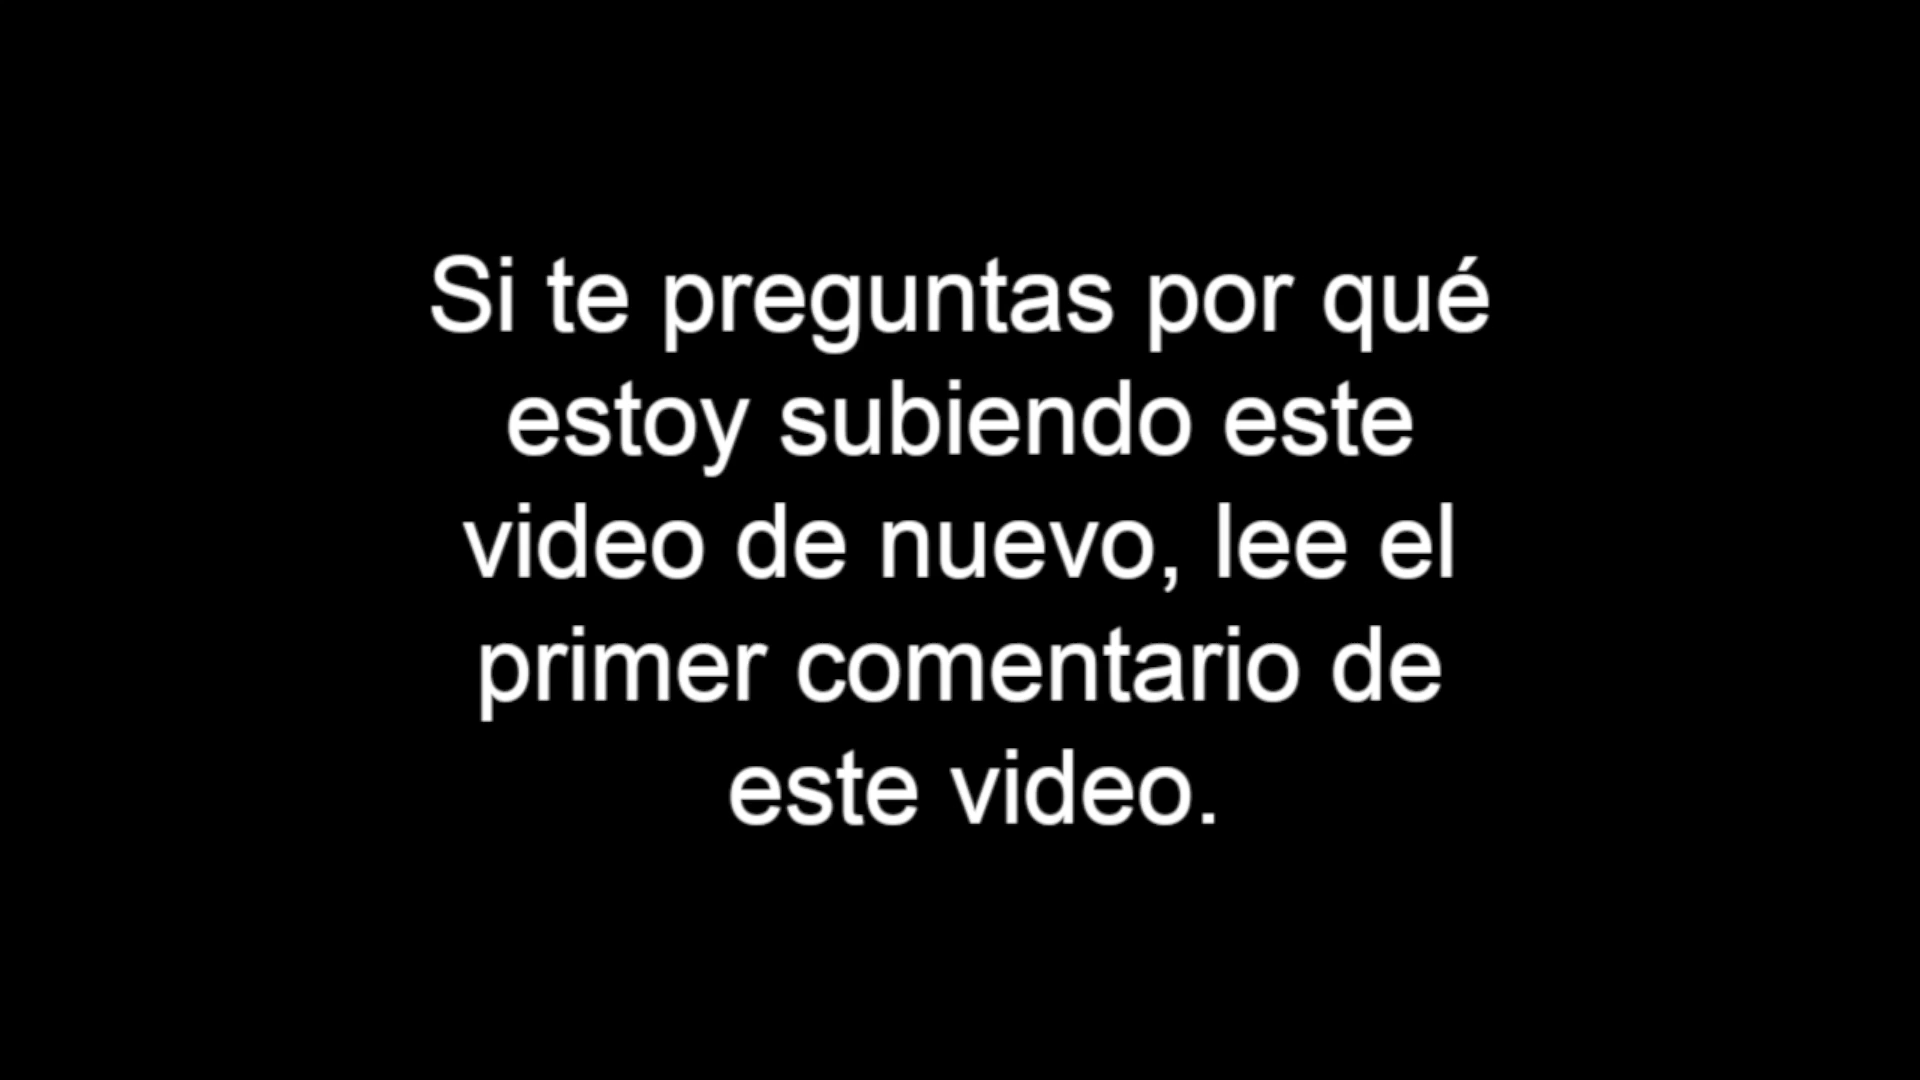 Si te preguntas por qué
estoy subiendo este
video de nuevo, lee el
primer comentario de
este video.